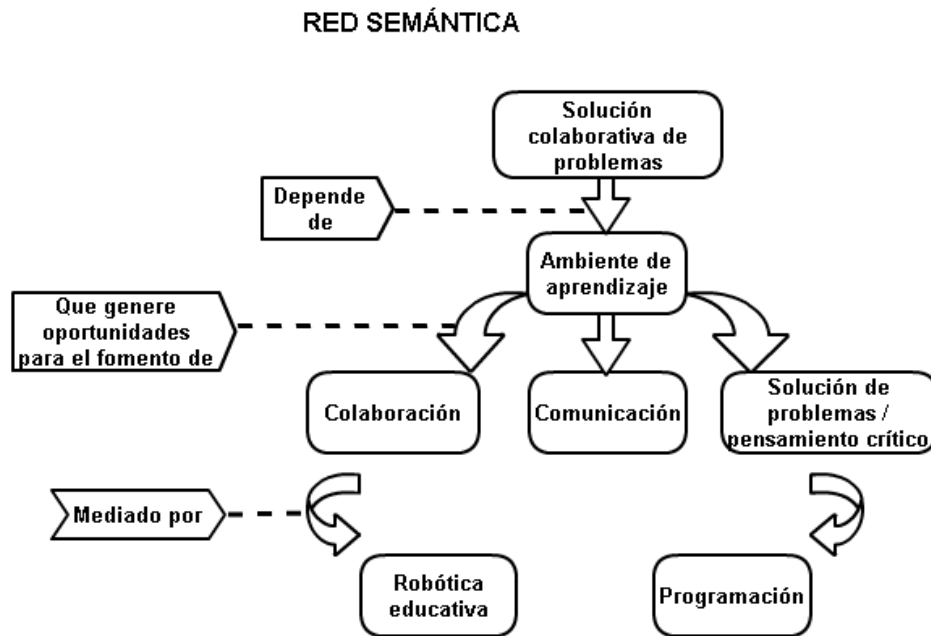 RED SEMÁNTICA
Solución
colaborativa de
problemas
Depende
de
Ambiente de
aprendizaje
Que genere
oportunidades
para el fomento de
Colaboración
Comunicación
Solución de
problemas /
pensamiento crítico
Mediado por
Robótica
educativa
Programación